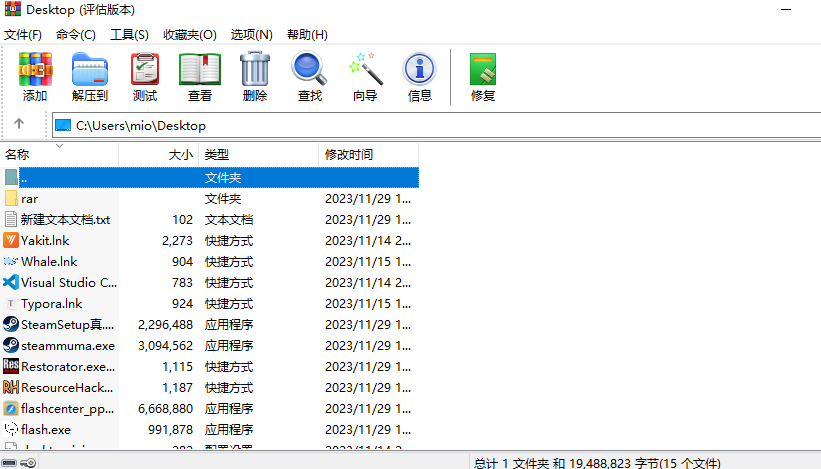 Desktop (评估版本)
文件(F) 命令(C) 工具(S) 收藏夹(O) 选项(N) 帮助(H)
添加 解压到 测试 查看 删除 查找 向导 信息 修复
C:\Users\mio\Desktop
名称 大小 类型 修改时间
.. 文件夹
rar 文件夹 2023/11/29 1...
新建文本文档.txt 102 文本文档 2023/11/29 1...
Yakit.lnk 2,273 快捷方式 2023/11/14 2...
Whale.lnk 904 快捷方式 2023/11/15 1...
Visual Studio C... 783 快捷方式 2023/11/14 2...
Typora.lnk 924 快捷方式 2023/11/15 1...
SteamSetup真.... 2,296,488 应用程序 2023/11/29 1...
steammuma.exe 3,094,562 应用程序 2023/11/29 1...
Restorator.exe... 1,115 快捷方式 2023/11/29 1...
ResourceHack... 1,187 快捷方式 2023/11/29 1...
flashcenter_pp... 6,668,880 应用程序 2023/11/29 1...
flash.exe 991,878 应用程序 2023/11/29 1...
总计 1 文件夹 和 19,488,823 字节(15 个文件)